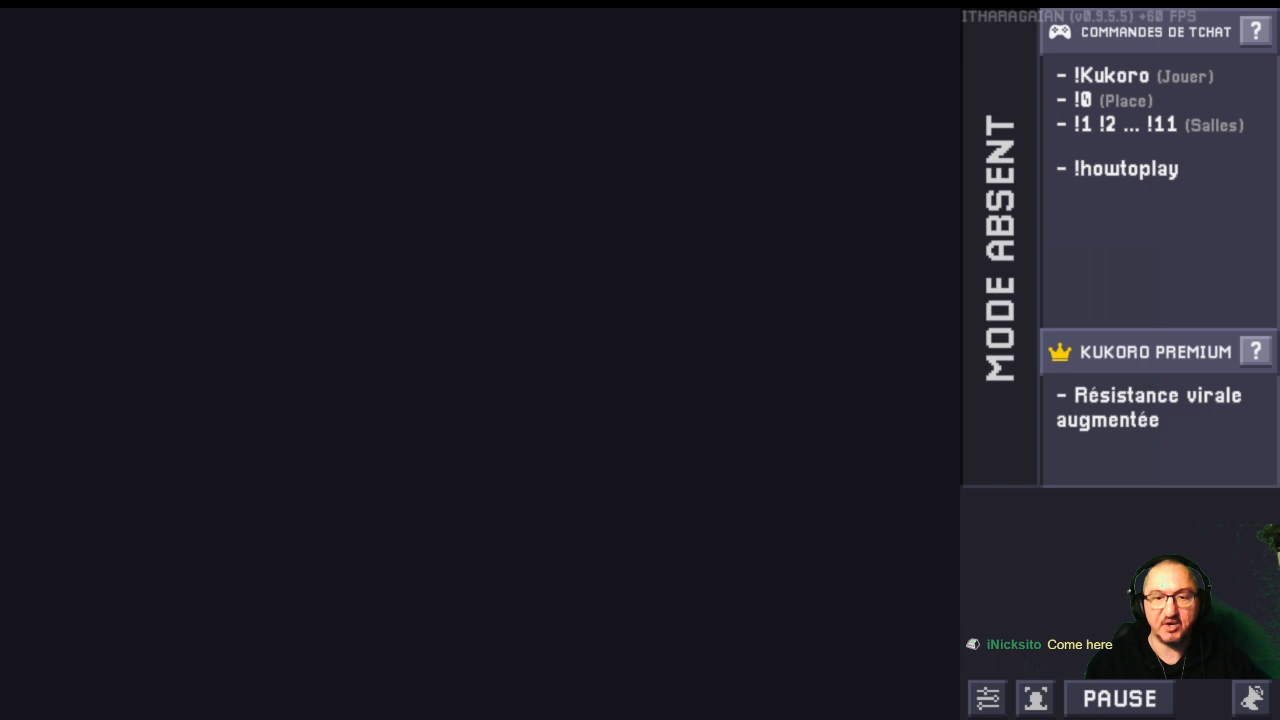 ITHARAGAIAN (v0.9.5.5) +60 FPS
COMMANDES DE TCHAT ?
- !Kukoro (Jouer)
- !0 (Place)
- !1 !2 ... !11 (Salles)
- !howtoplay
MODE ABSENT
KUKORO PREMIUM ?
- Résistance virale
augmentée
iNicksito Come here
PAUSE